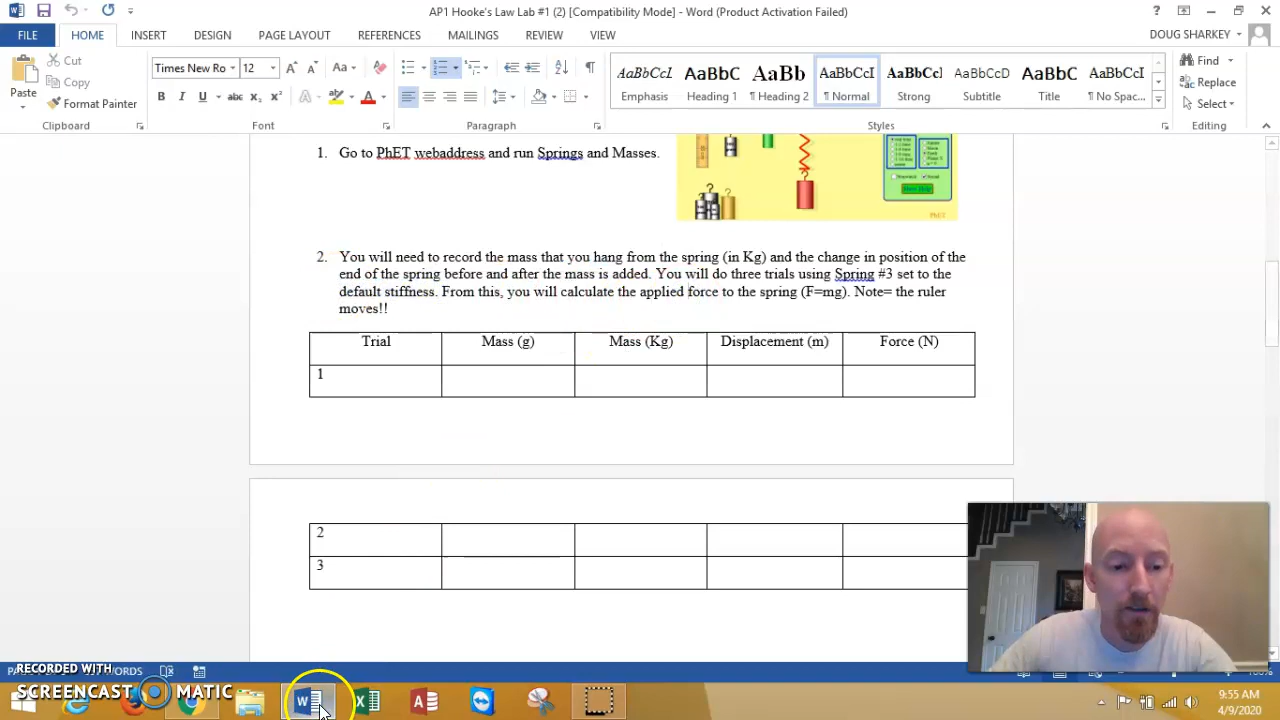 AP1 Hooke's Law Lab #1 (2) [Compatibility Mode] - Word (Product Activation Failed)
FILE HOME INSERT DESIGN PAGE LAYOUT REFERENCES MAILINGS REVIEW VIEW DOUG SHARKEY
Cut
Copy
Format Painter
Paste
Times New Ro 12
AaBbCcI AaBbC AaBb AaBbCcI AaBbCc AaBbCcD AaBbC AaBbCcI
Emphasis Heading 1 ¶ Heading 2 ¶ Normal Strong Subtitle Title ¶ No Spac...
Find
Replace
Select
Clipboard Font Paragraph Styles Editing
1. Go to PhET webaddress and run Springs and Masses.
PhET
2. You will need to record the mass that you hang from the spring (in Kg) and the change in position of the
end of the spring before and after the mass is added. You will do three trials using Spring #3 set to the
default stiffness. From this, you will calculate the applied force to the spring (F=mg). Note= the ruler
moves!!
Trial Mass (g) Mass (Kg) Displacement (m) Force (N)
1
2
3
RECORDED WITH
SCREENCAST MATIC
WORDS
9:55 AM
4/9/2020